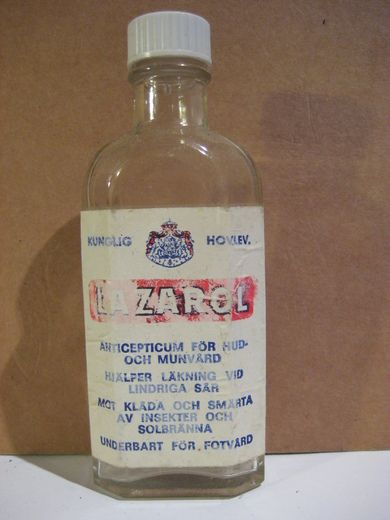 KUNGLIG HOVLEV.
LAZAROL
ANTICEPTICUM FÖR HUD-
OCH MUNVÅRD
HJÄLPER LÄKNING VID
LINDRIGA SÅR
MOT KLÅDA OCH SMÄRTA
AV INSEKTER OCH
SOLBRÄNNA
UNDERBART FÖR FOTVÅRD